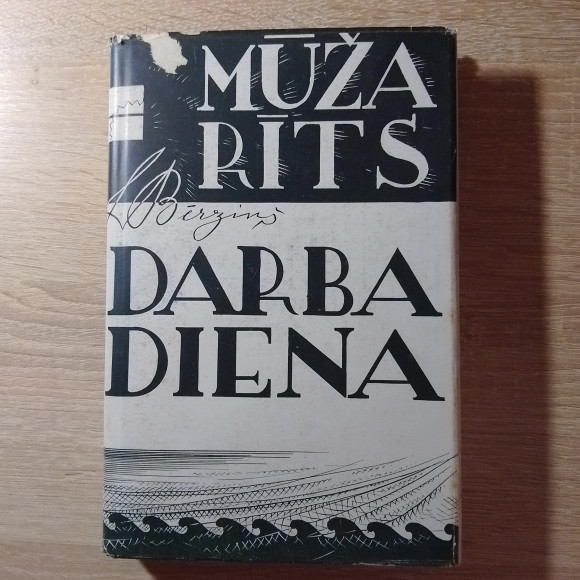 MŪŽA
RĪTS
L Bērziņš
DARBA
DIENA